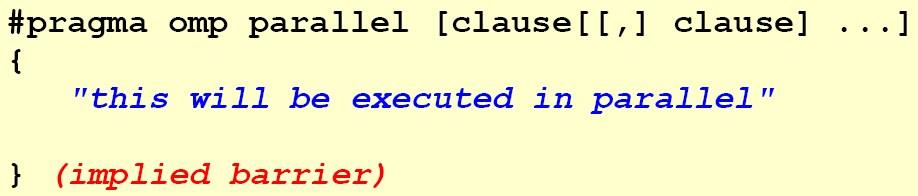 #pragma omp parallel [clause[[,] clause] ...]
{
"this will be executed in parallel"
} (implied barrier)